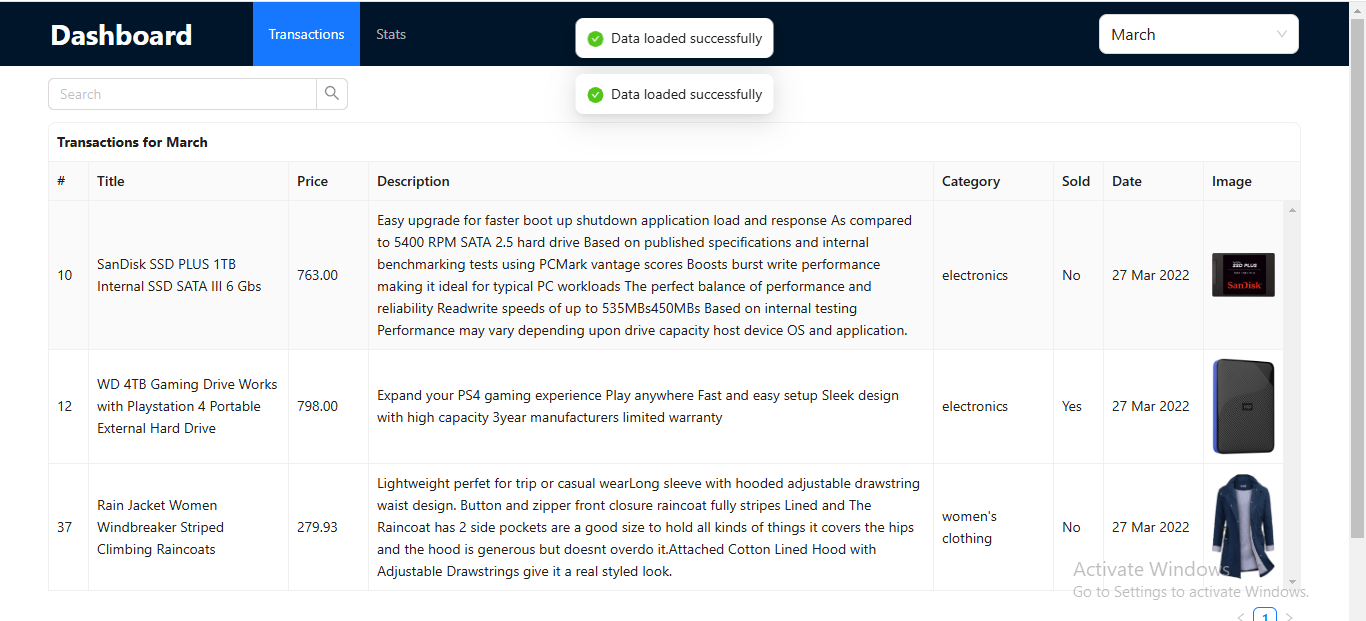 Dashboard
Transactions
Stats
Data loaded successfully
March
Search
Data loaded successfully
Transactions for March
# Title Price Description Category Sold Date Image
10
SanDisk SSD PLUS 1TB
Internal SSD SATA III 6 Gbs
763.00
Easy upgrade for faster boot up shutdown application load and response As compared
to 5400 RPM SATA 2.5 hard drive Based on published specifications and internal
benchmarking tests using PCMark vantage scores Boosts burst write performance
making it ideal for typical PC workloads The perfect balance of performance and
reliability Readwrite speeds of up to 535MBs450MBs Based on internal testing
Performance may vary depending upon drive capacity host device OS and application.
electronics
No
27 Mar 2022
SSD PLUS
SanDisk
12
WD 4TB Gaming Drive Works
with Playstation 4 Portable
External Hard Drive
798.00
Expand your PS4 gaming experience Play anywhere Fast and easy setup Sleek design
with high capacity 3year manufacturers limited warranty
electronics
Yes
27 Mar 2022
37
Rain Jacket Women
Windbreaker Striped
Climbing Raincoats
279.93
Lightweight perfet for trip or casual wearLong sleeve with hooded adjustable drawstring
waist design. Button and zipper front closure raincoat fully stripes Lined and The
Raincoat has 2 side pockets are a good size to hold all kinds of things it covers the hips
and the hood is generous but doesnt overdo it.Attached Cotton Lined Hood with
Adjustable Drawstrings give it a real styled look.
women's
clothing
No
27 Mar 2022
Activate Windows
Go to Settings to activate Windows.
1